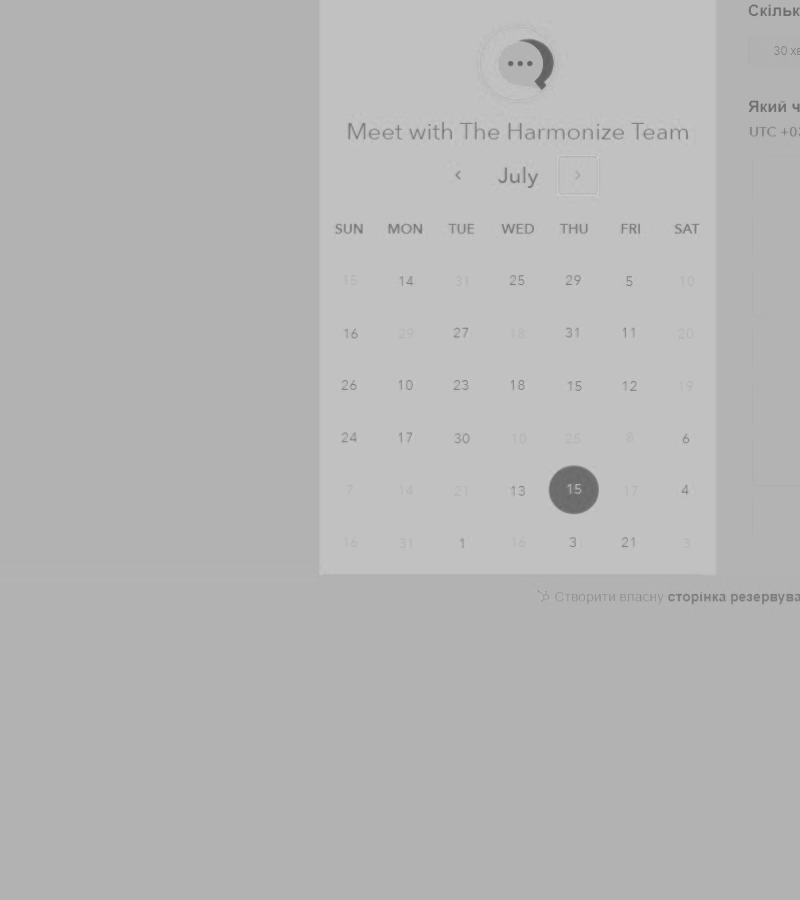 Скільк
30 хв
Meet with The Harmonize Team
Який ч
UTC +03
July
SUN MON TUE WED THU FRI SAT
15 14 31 25 29 5 10
16 29 27 18 31 11 20
26 10 23 18 15 12 19
24 17 30 10 25 8 6
7 14 21 13 15 17 4
16 31 1 16 3 21 3
Створити власну сторінка резервува